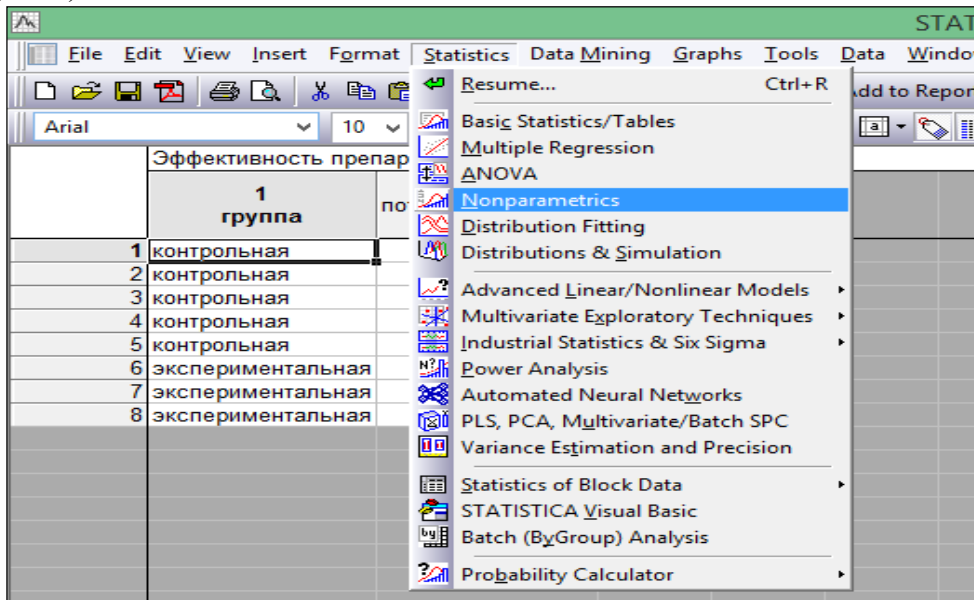 STAT
File Edit View Insert Format Statistics Data Mining Graphs Tools Data Windo
Resume... Ctrl+R
Add to Repor
Arial 10
Basic Statistics/Tables
Multiple Regression
ANOVA
Nonparametrics
Distribution Fitting
Distributions & Simulation
Advanced Linear/Nonlinear Models
Multivariate Exploratory Techniques
Industrial Statistics & Six Sigma
Power Analysis
Automated Neural Networks
PLS, PCA, Multivariate/Batch SPC
Variance Estimation and Precision
Statistics of Block Data
STATISTICA Visual Basic
Batch (ByGroup) Analysis
Probability Calculator
Эффективность препар
1
группа
по
1 контрольная
2 контрольная
3 контрольная
4 контрольная
5 контрольная
6 экспериментальная
7 экспериментальная
8 экспериментальная